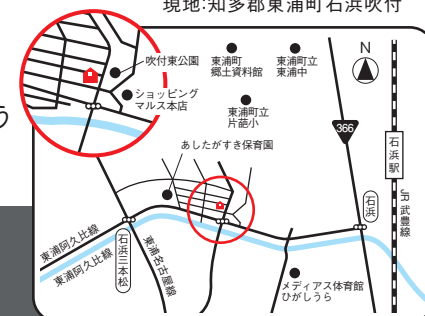 現地:知多郡東浦町石浜吹付
う
吹付東公園
ショッピング
マルス本店
東浦町
郷土資料館
東浦町立
東浦中
N
東浦町立
片葩小
366
石浜駅
JR 武豊線
あしたがすき保育園
石浜
東浦阿久比線
東浦阿久比線
石浜三本松
東浦名古屋線
メディアス体育館
ひがしうら